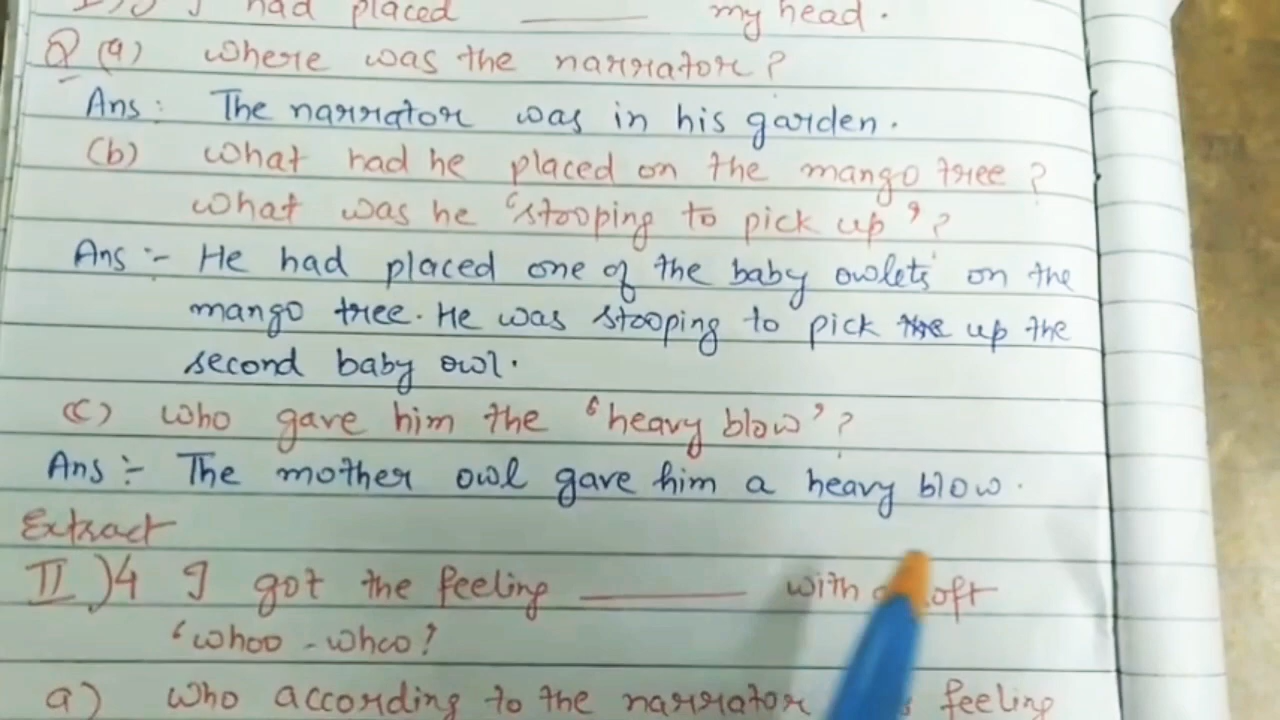 I had placed ______ my head.
Q (a) where was the narrator?
Ans: The narrator was in his garden.
(b) what had he placed on the mango tree?
what was he 'stooping to pick up'?
Ans :- He had placed one of the baby owlets on the
mango tree. He was stooping to pick the up the
second baby owl.
(c) who gave him the 'heavy blow'?
Ans :- The mother owl gave him a heavy blow.
Extract
II) 4 I got the feeling ______ with a
'whoo - whoo'
a) who according to the narrator feeling